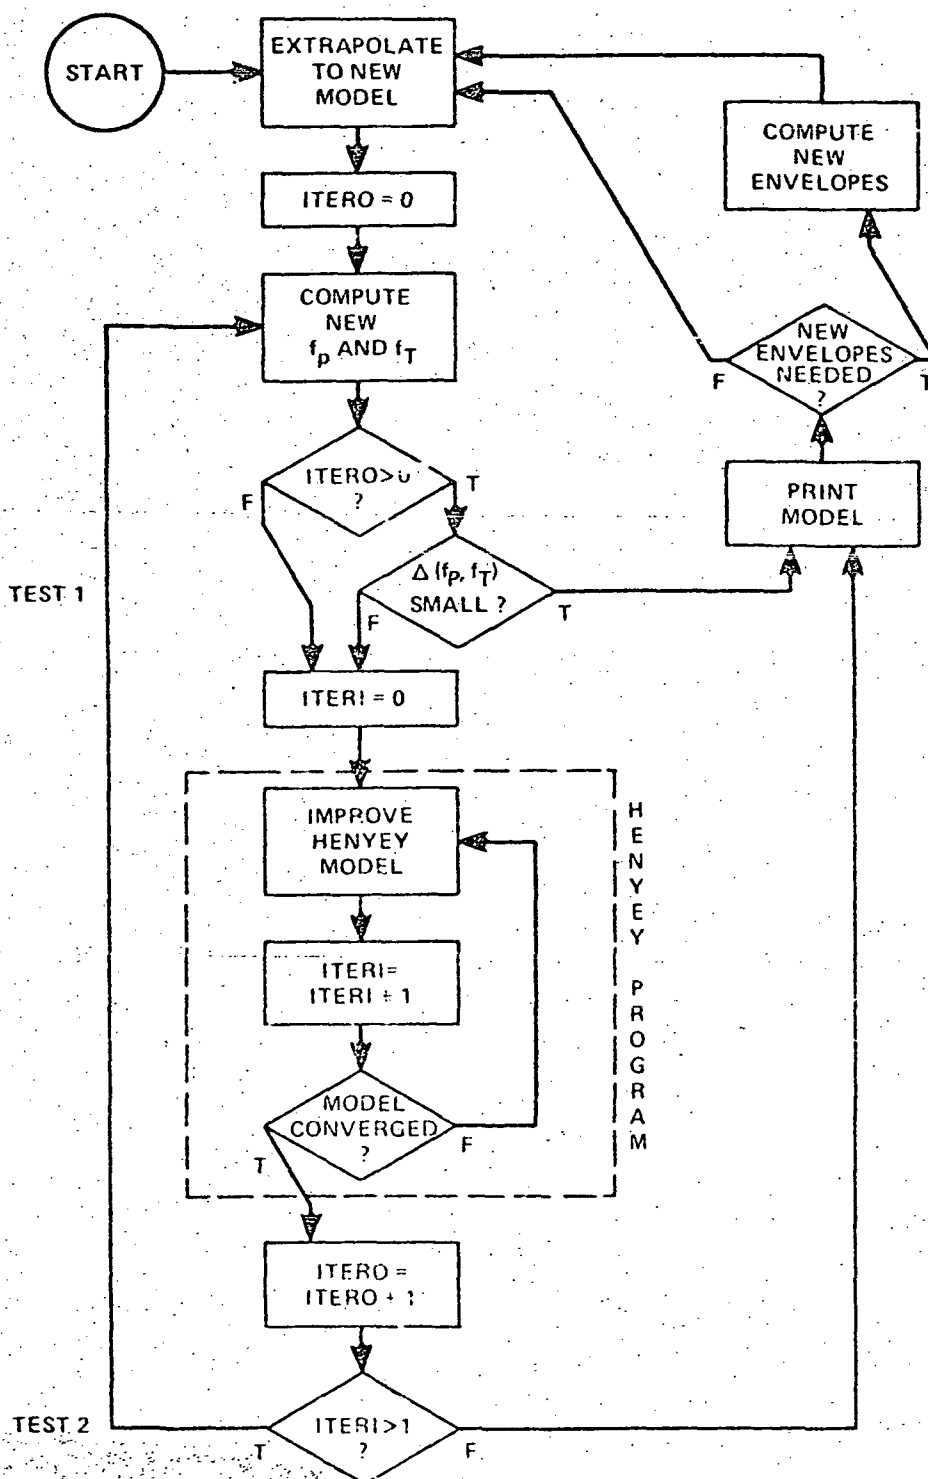 START
EXTRAPOLATE
TO NEW
MODEL
ITERO = 0
COMPUTE
NEW
fp AND fT
ITERO>0
?
F
T
TEST 1
Δ (fP, fT)
SMALL ?
F
T
ITERI = 0
IMPROVE
HENYEY
MODEL
ITERI=
ITERI + 1
MODEL
CONVERGED
?
T
F
HENYEY PROGRAM
ITERO =
ITERO + 1
TEST 2
ITERI>1
?
T
F
PRINT
MODEL
NEW
ENVELOPES
NEEDED
?
F
T
COMPUTE
NEW
ENVELOPES